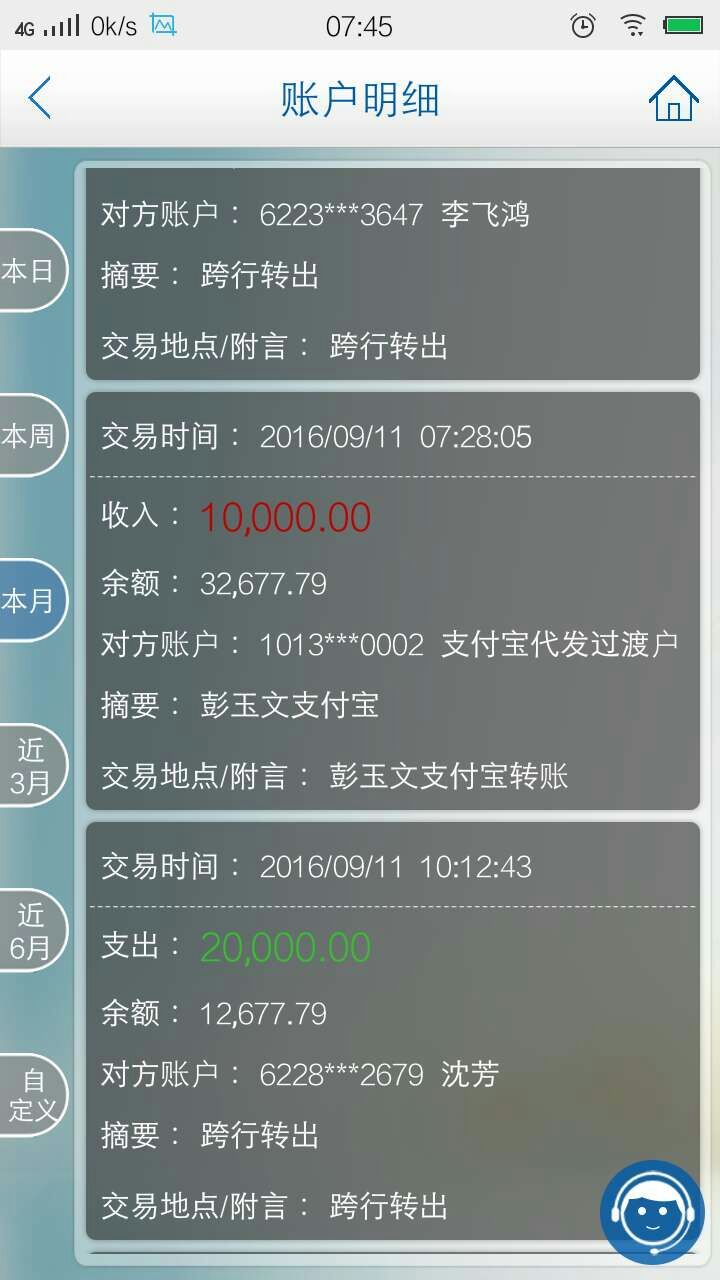 4G 0k/s 07:45
账户明细
对方账户： 6223***3647 李飞鸿
摘要： 跨行转出
交易地点/附言： 跨行转出
本日
本周
本月
近
3月
近
6月
自
定义
交易时间： 2016/09/11 07:28:05
收入： 10,000.00
余额： 32,677.79
对方账户： 1013***0002 支付宝代发过渡户
摘要： 彭玉文支付宝
交易地点/附言： 彭玉文支付宝转账
交易时间： 2016/09/11 10:12:43
支出： 20,000.00
余额： 12,677.79
对方账户： 6228***2679 沈芳
摘要： 跨行转出
交易地点/附言： 跨行转出